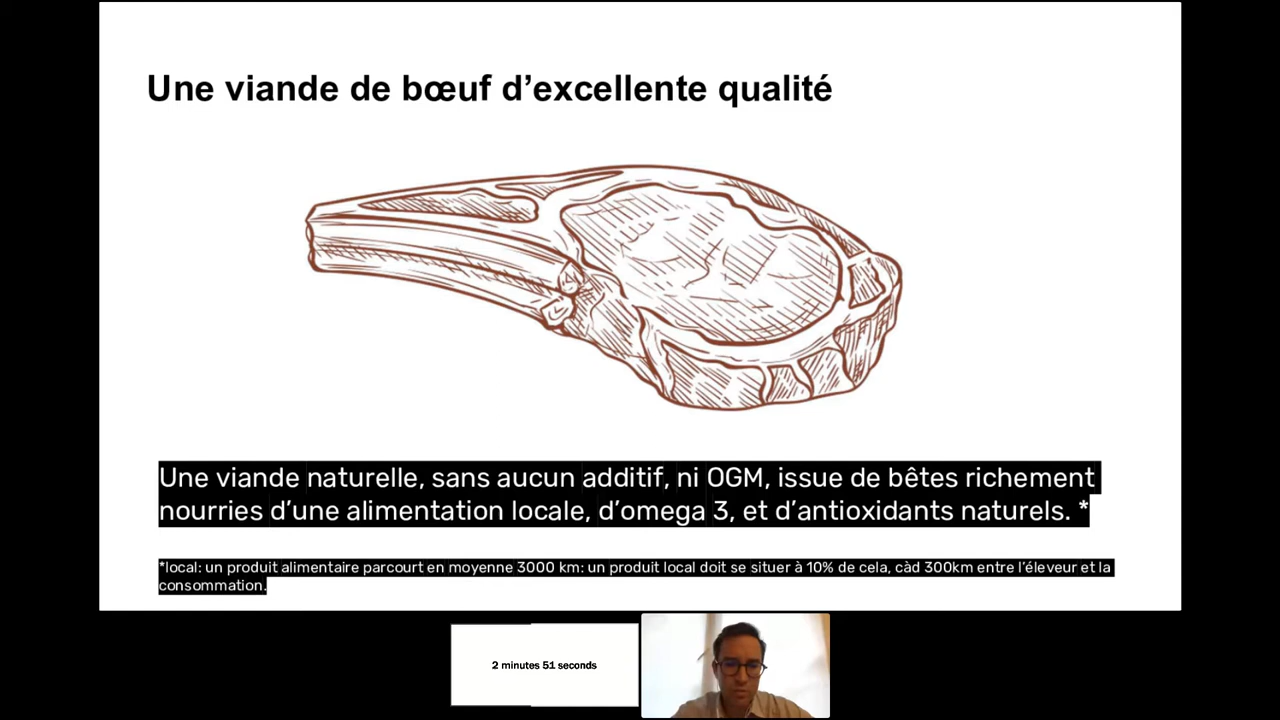 Une viande de bœuf d’excellente qualité
Une viande naturelle, sans aucun additif, ni OGM, issue de bêtes richement
nourries d’une alimentation locale, d’omega 3, et d’antioxidants naturels. *
*local: un produit alimentaire parcourt en moyenne 3000 km: un produit local doit se situer à 10% de cela, càd 300km entre l’éleveur et la
consommation.
2 minutes 51 seconds